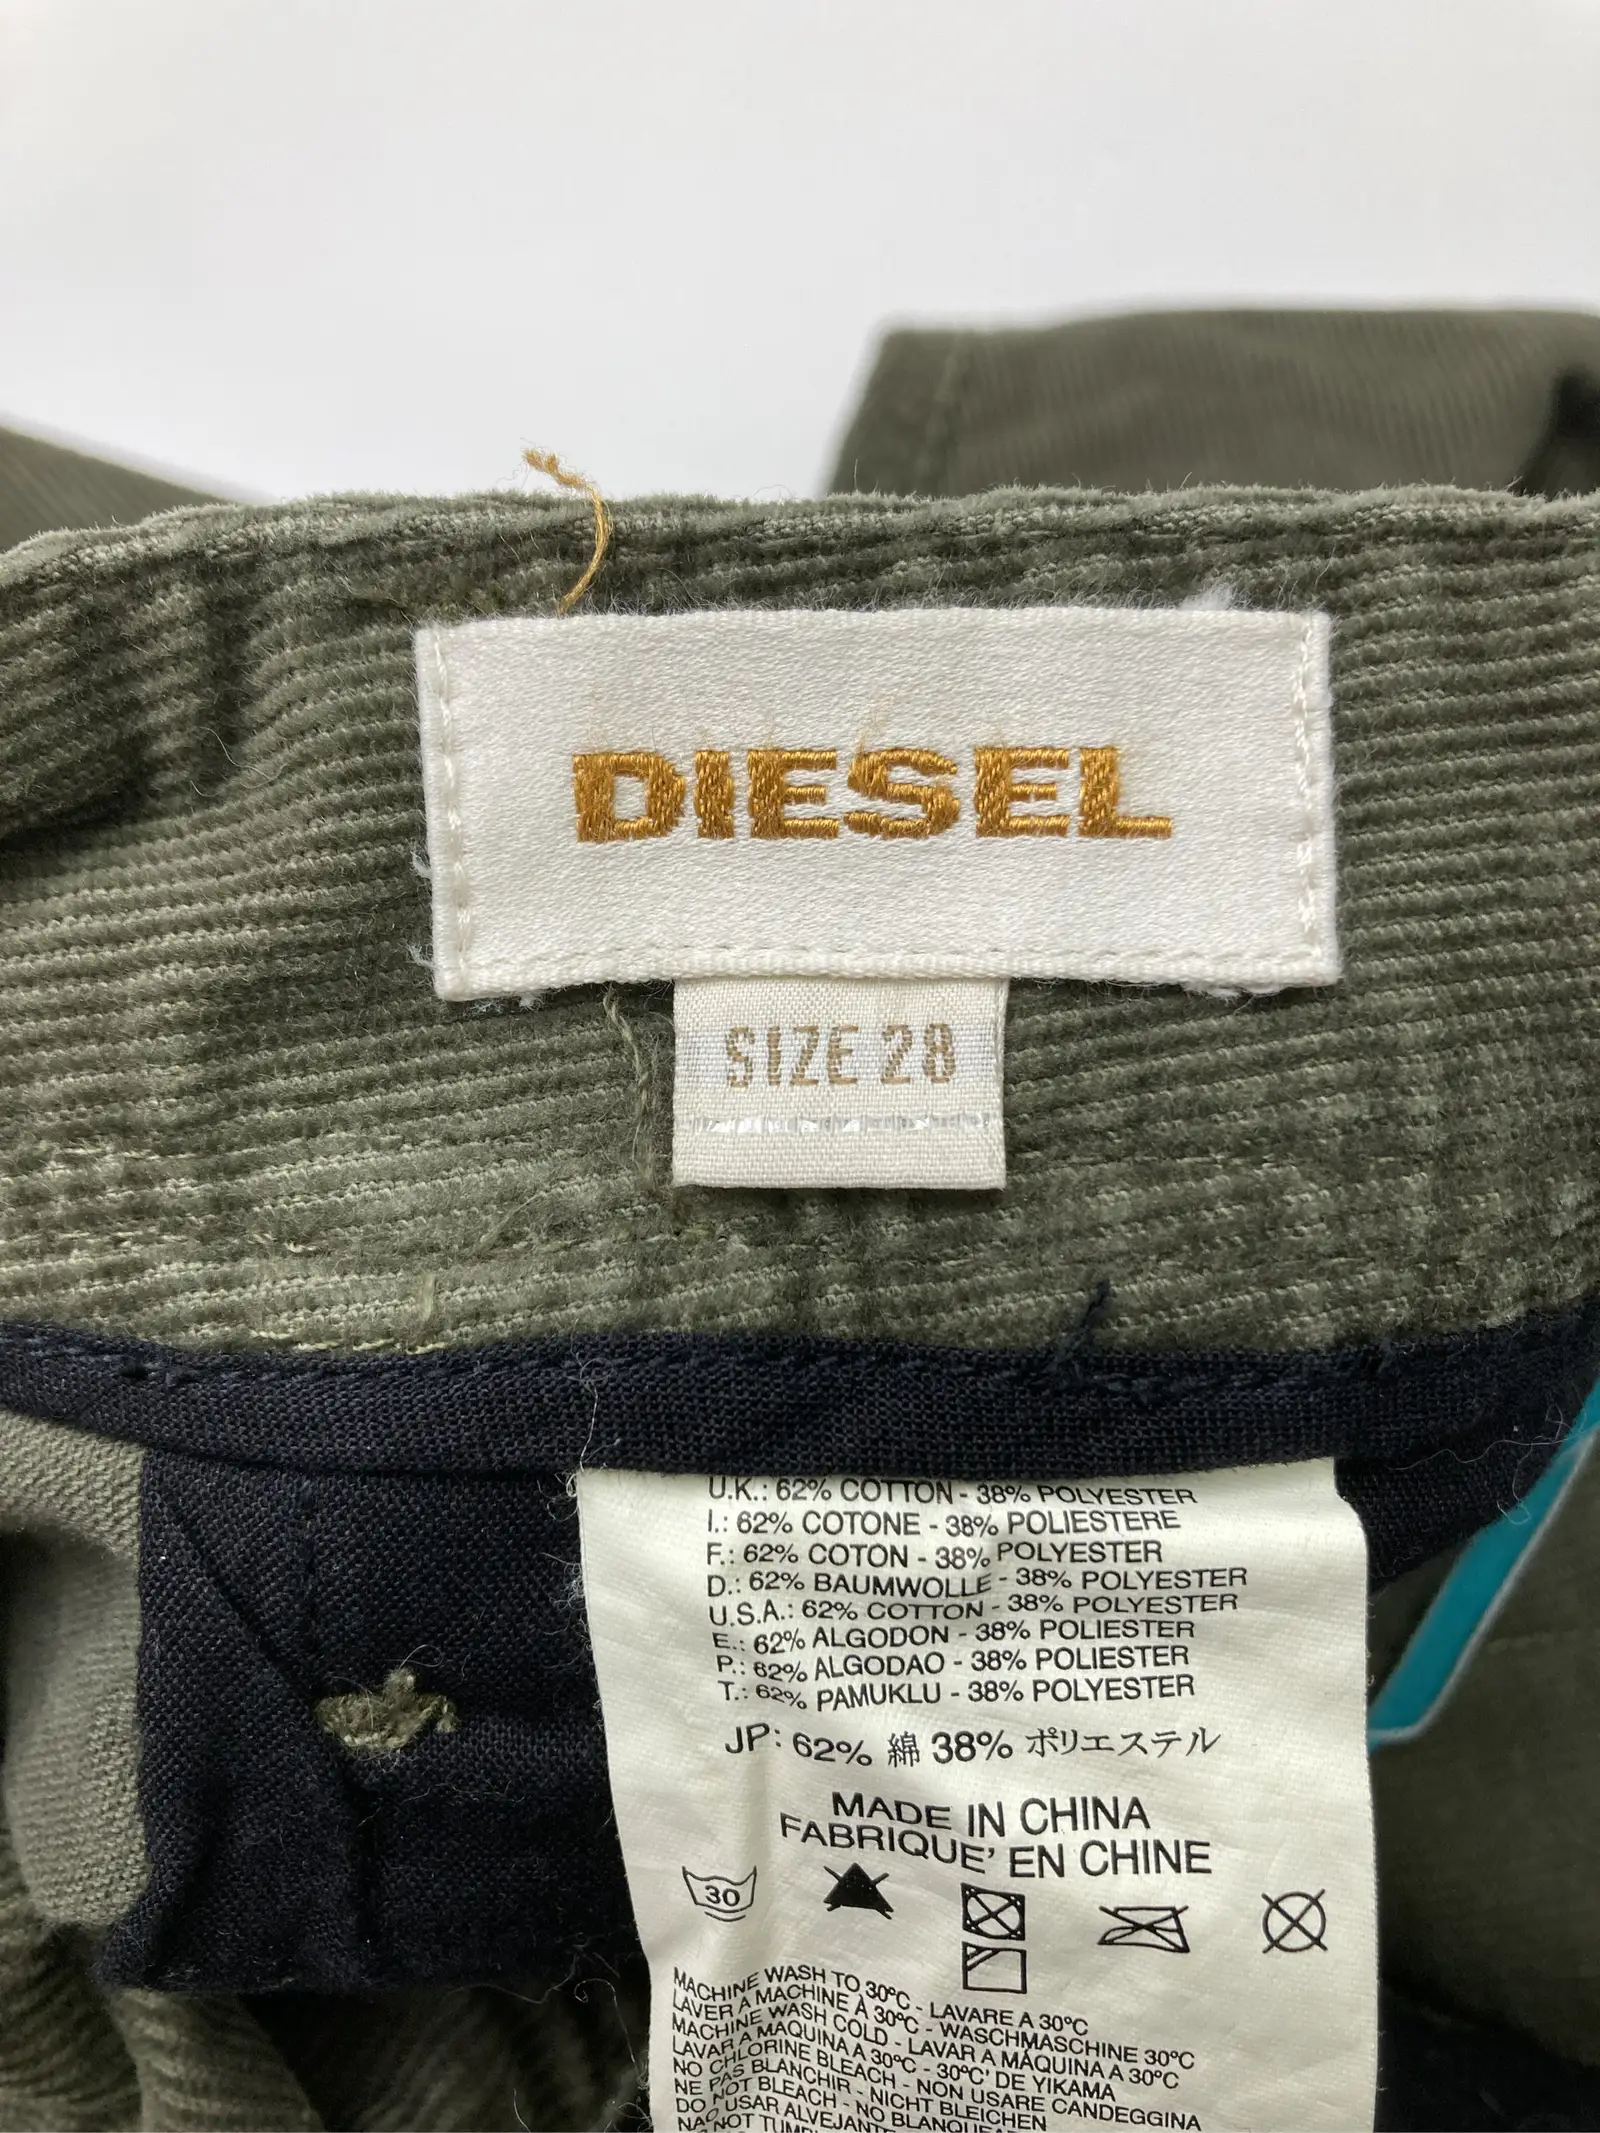 DIESEL
SIZE 28
U.K.: 62% COTTON - 38% POLYESTER
I.: 62% COTONE - 38% POLIESTERE
F.: 62% COTON - 38% POLYESTER
D.: 62% BAUMWOLLE - 38% POLYESTER
U.S.A.: 62% COTTON - 38% POLYESTER
E.: 62% ALGODON - 38% POLIESTER
P.: 62% ALGODAO - 38% POLIESTER
T.: 62% PAMUKLU - 38% POLYESTER
JP: 62% 綿 38% ポリエステル
MADE IN CHINA
FABRIQUE' EN CHINE
30
MACHINE WASH TO 30°C - LAVARE A 30°C
LAVER A MACHINE À 30°C - WASCHMASCHINE 30°C
MACHINE WASH COLD - LAVAR A MÁQUINA A 30°C
LAVAR A MAQUINA A 30°C - 30°C' DE YIKAMA
NO CHLORINE BLEACH - NON USARE CANDEGGINA
NE PAS BLANCHIR - NICHT BLEICHEN
DO NOT BLEACH - NO BLANQUEAR
NÃO USAR ALVEJANTE
NOT